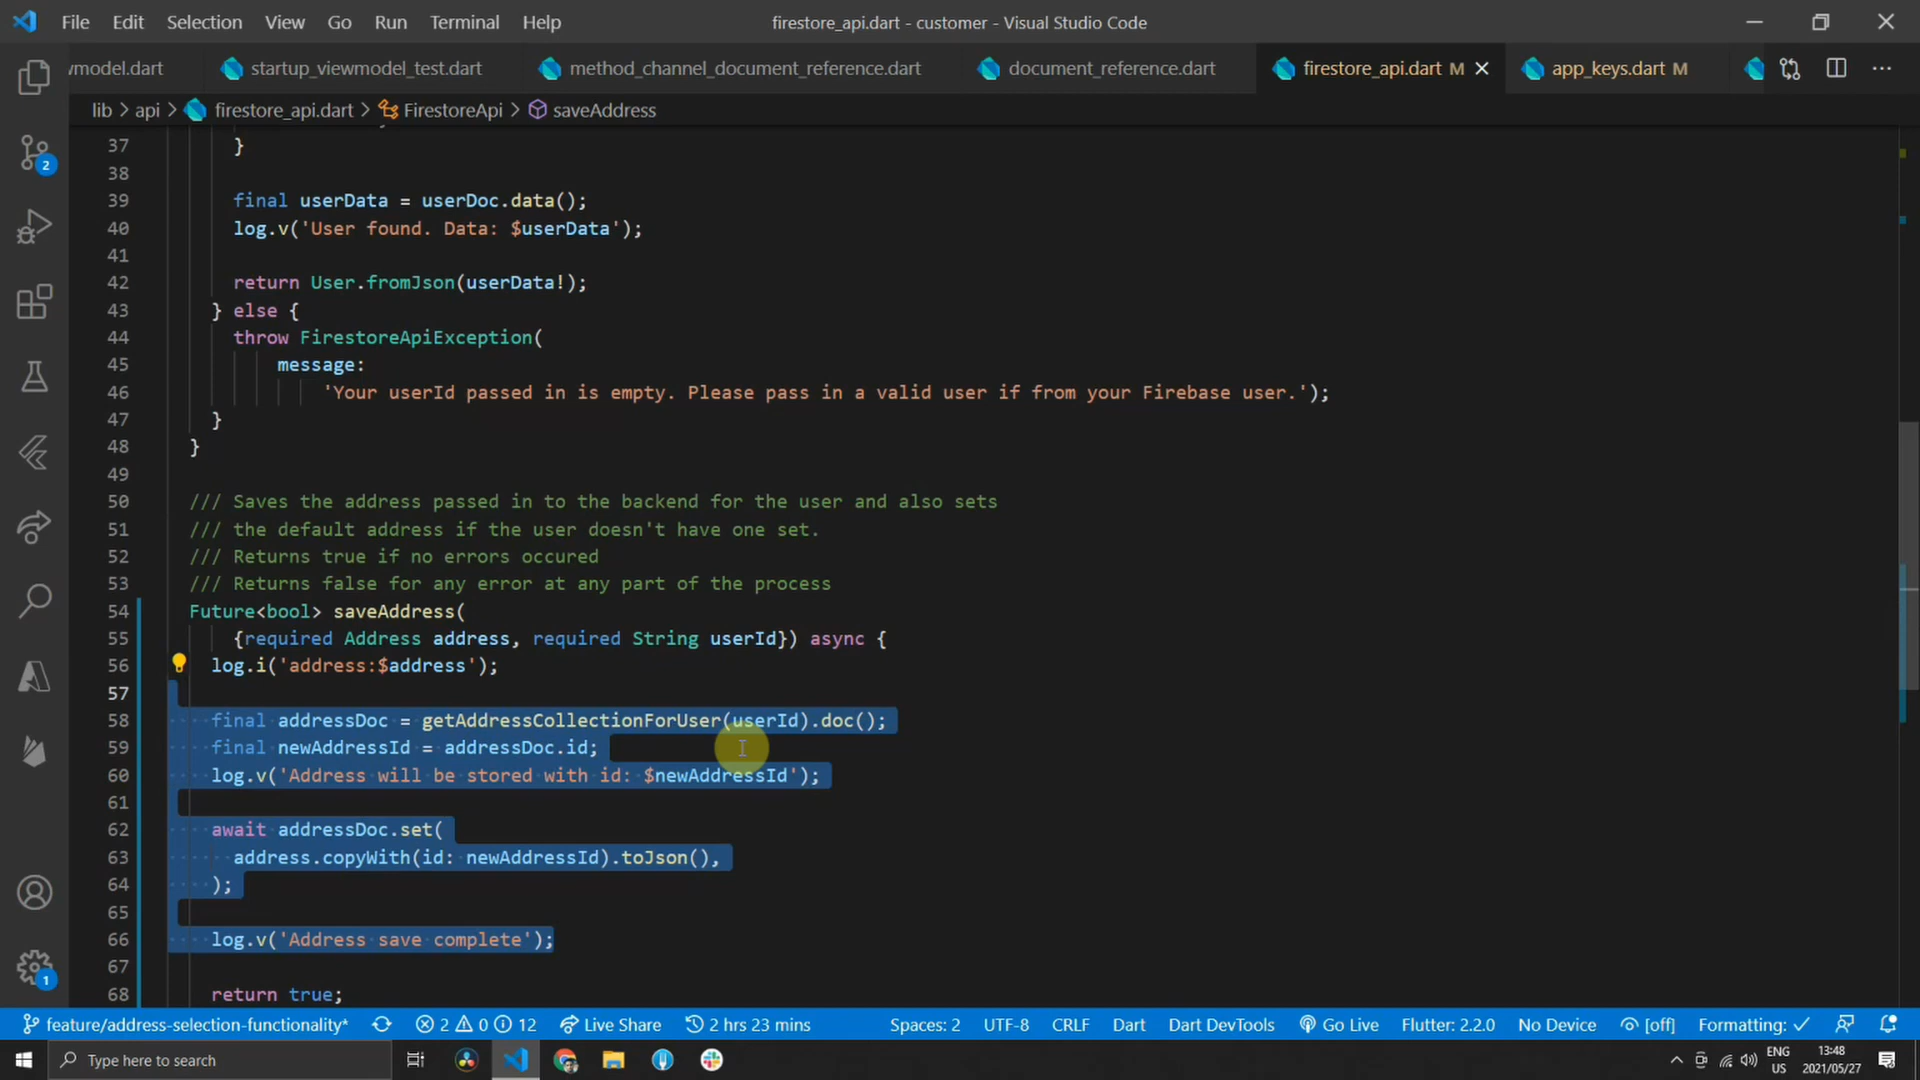 File Edit Selection View Go Run Terminal Help
firestore_api.dart - customer - Visual Studio Code
wmodel.dart startup_viewmodel_test.dart method_channel_document_reference.dart document_reference.dart firestore_api.dart M app_keys.dart M
lib > api > firestore_api.dart > FirestoreApi > saveAddress
37 }
38
39 final userData = userDoc.data();
40 log.v('User found. Data: $userData');
41
42 return User.fromJson(userData!);
43 } else {
44 throw FirestoreApiException(
45 message:
46 'Your userId passed in is empty. Please pass in a valid user if from your Firebase user.');
47 }
48 }
49
50 /// Saves the address passed in to the backend for the user and also sets
51 /// the default address if the user doesn't have one set.
52 /// Returns true if no errors occured
53 /// Returns false for any error at any part of the process
54 Future<bool> saveAddress(
55 {required Address address, required String userId}) async {
56 log.i('address:$address');
57
58 final addressDoc = getAddressCollectionForUser(userId).doc();
59 final newAddressId = addressDoc.id;
60 log.v('Address will be stored with id: $newAddressId');
61
62 await addressDoc.set(
63 address.copyWith(id: newAddressId).toJson(),
64 );
65
66 log.v('Address save complete');
67
68 return true;
2
1
feature/address-selection-functionality* 2 0 12 Live Share 2 hrs 23 mins Spaces: 2 UTF-8 CRLF Dart Dart DevTools Go Live Flutter: 2.2.0 No Device [off] Formatting: ✓
Type here to search
ENG
US
13:48
2021/05/27